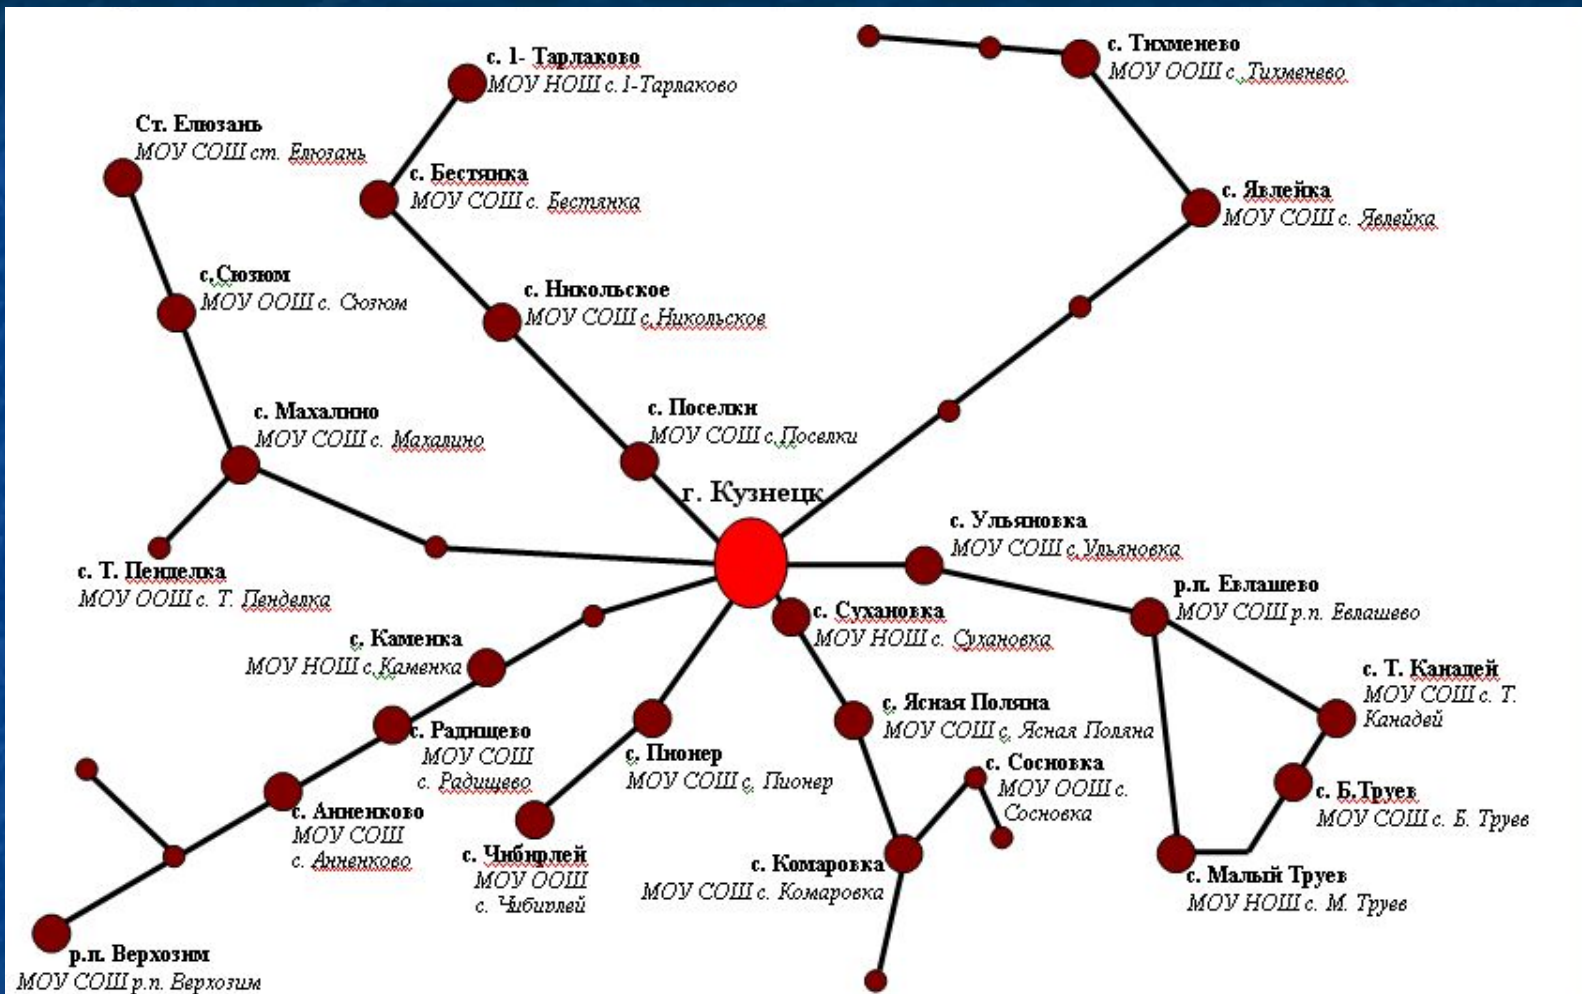 с. 1- Тарлаково
МОУ НОШ с. 1-Тарлаково
с. Тихменево
МОУ ООШ с. Тихменево
Ст. Елюзань
МОУ СОШ ст. Елюзань
с. Бестянка
МОУ СОШ с. Бестянка
с. Явлейка
МОУ СОШ с. Явлейка
с.Сюзюм
МОУ ООШ с. Сюзюм
с. Никольское
МОУ СОШ с.Никольское
с. Махалино
МОУ СОШ с. Махалино
с. Поселки
МОУ СОШ с.Поселки
г. Кузнецк
с. Ульяновка
МОУ СОШ с.Ульяновка
с. Т. Пенделка
МОУ ООШ с. Т. Пенделка
р.п. Евлашево
МОУ СОШ р.п. Евлашево
с. Каменка
МОУ НОШ с.Каменка
с. Сухановка
МОУ НОШ с. Сухановка
с. Т. Канадей
МОУ СОШ с. Т.
Канадей
с. Радищево
МОУ СОШ
с. Радищево
с. Пионер
МОУ СОШ с. Пионер
с. Ясная Поляна
МОУ СОШ с. Ясная Поляна
с. Сосновка
МОУ ООШ с.
Сосновка
с. Б.Труев
МОУ СОШ с. Б. Труев
с. Анненково
МОУ СОШ
с. Анненково
с. Чибирлей
МОУ ООШ
с. Чибирлей
с. Комаровка
МОУ СОШ с. Комаровка
с. Малый Труев
МОУ НОШ с. М. Труев
р.п. Верхозим
МОУ СОШ р.п. Верхозим